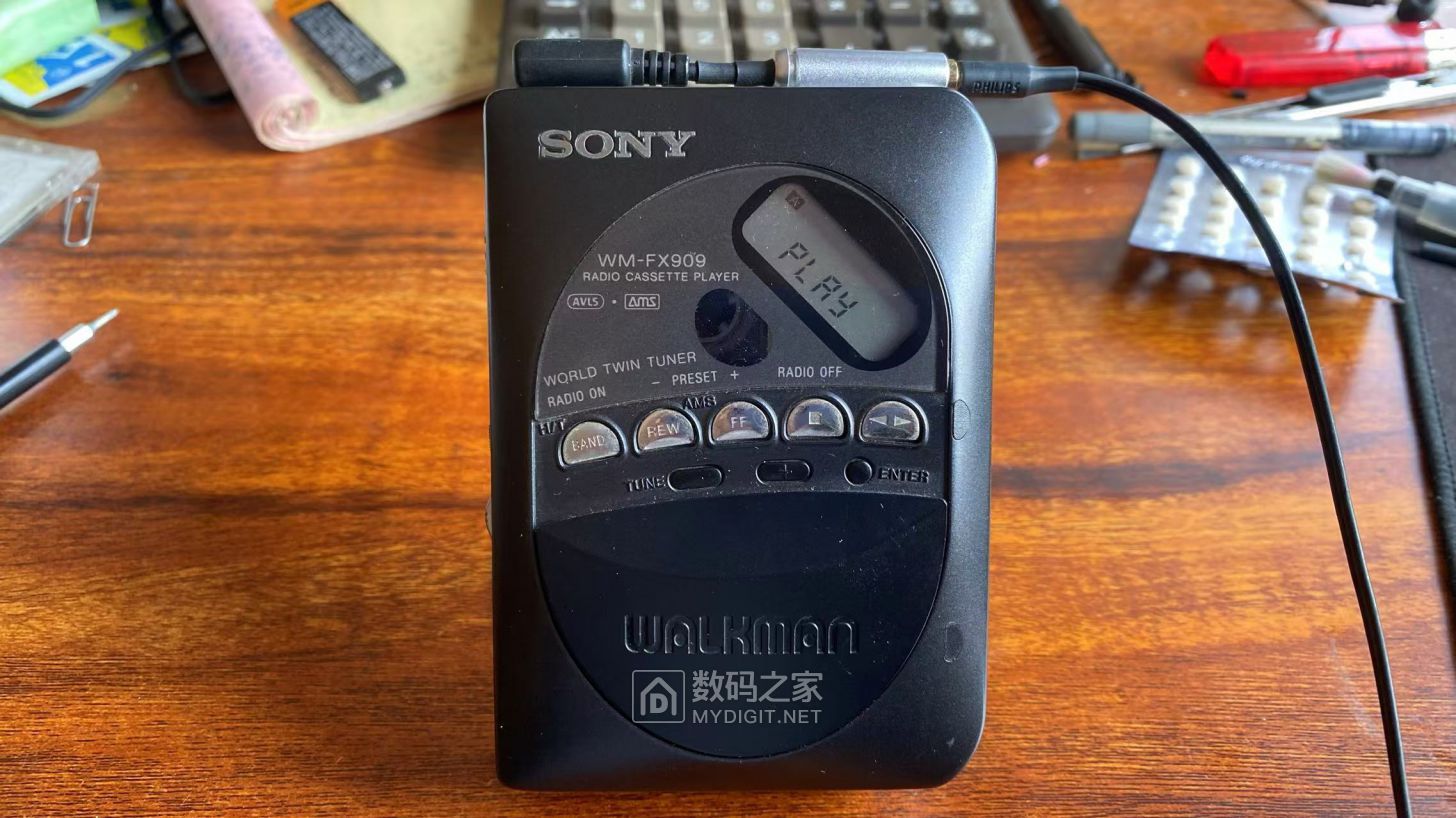 PHILIPS
SONY
PLAY
WM-FX909
RADIO CASSETTE PLAYER
AVLS • AMS
WORLD TWIN TUNER
RADIO ON
− PRESET +
RADIO OFF
AMS
H/T
BAND
REW
FF
TUNE
−
+
ENTER
WALKMAN
数码之家
MYDIGIT.NET